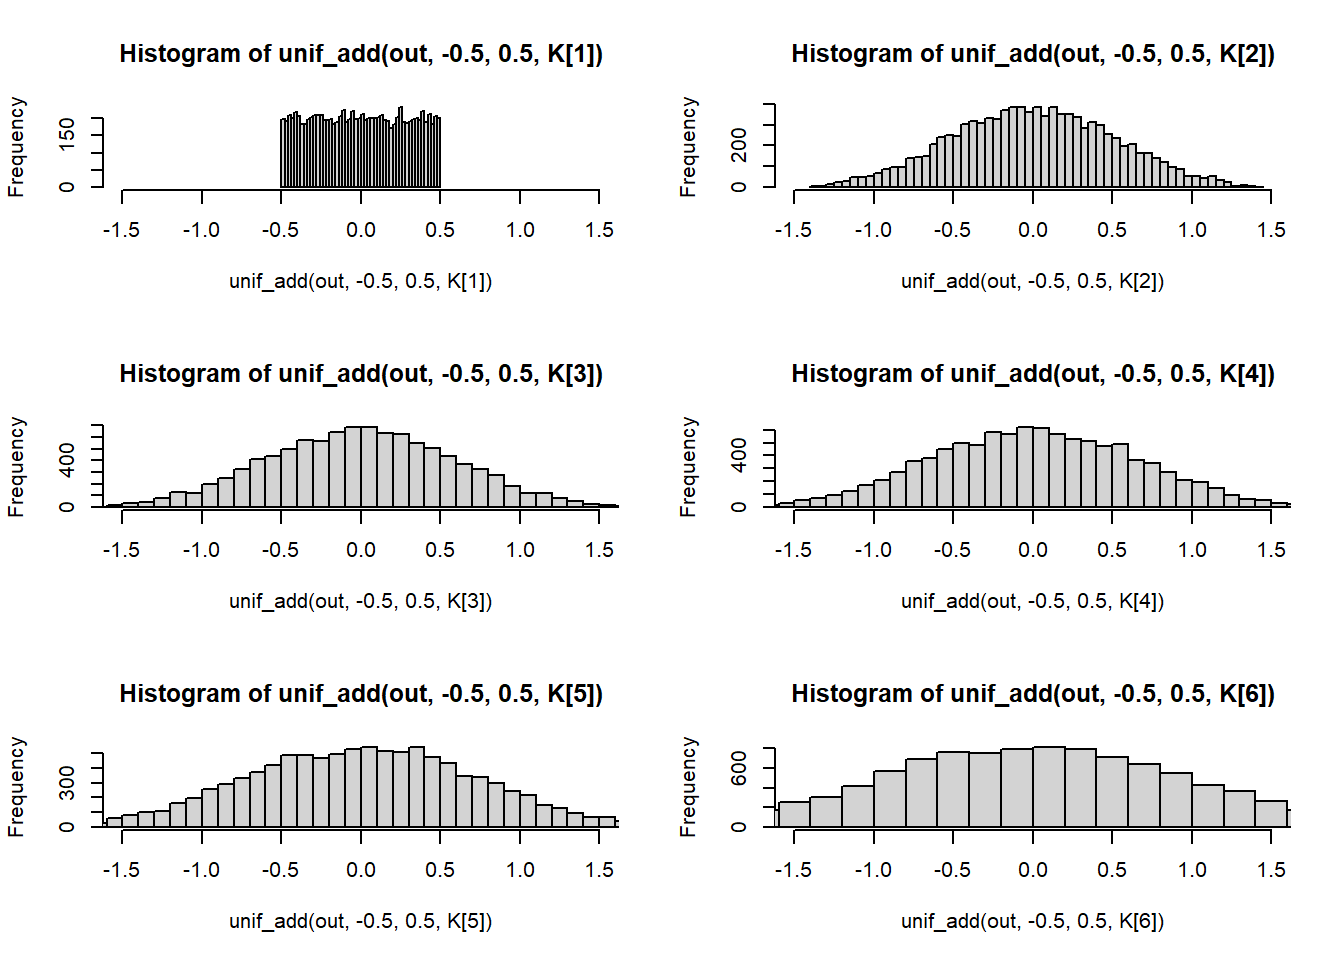 Histogram of unif_add(out, -0.5, 0.5, K[1])
Frequency
0 150
-1.5 -1.0 -0.5 0.0 0.5 1.0 1.5
unif_add(out, -0.5, 0.5, K[1])
Histogram of unif_add(out, -0.5, 0.5, K[2])
Frequency
0 200
-1.5 -1.0 -0.5 0.0 0.5 1.0 1.5
unif_add(out, -0.5, 0.5, K[2])
Histogram of unif_add(out, -0.5, 0.5, K[3])
Frequency
0 400
-1.5 -1.0 -0.5 0.0 0.5 1.0 1.5
unif_add(out, -0.5, 0.5, K[3])
Histogram of unif_add(out, -0.5, 0.5, K[4])
Frequency
0 400
-1.5 -1.0 -0.5 0.0 0.5 1.0 1.5
unif_add(out, -0.5, 0.5, K[4])
Histogram of unif_add(out, -0.5, 0.5, K[5])
Frequency
0 300
-1.5 -1.0 -0.5 0.0 0.5 1.0 1.5
unif_add(out, -0.5, 0.5, K[5])
Histogram of unif_add(out, -0.5, 0.5, K[6])
Frequency
0 600
-1.5 -1.0 -0.5 0.0 0.5 1.0 1.5
unif_add(out, -0.5, 0.5, K[6])